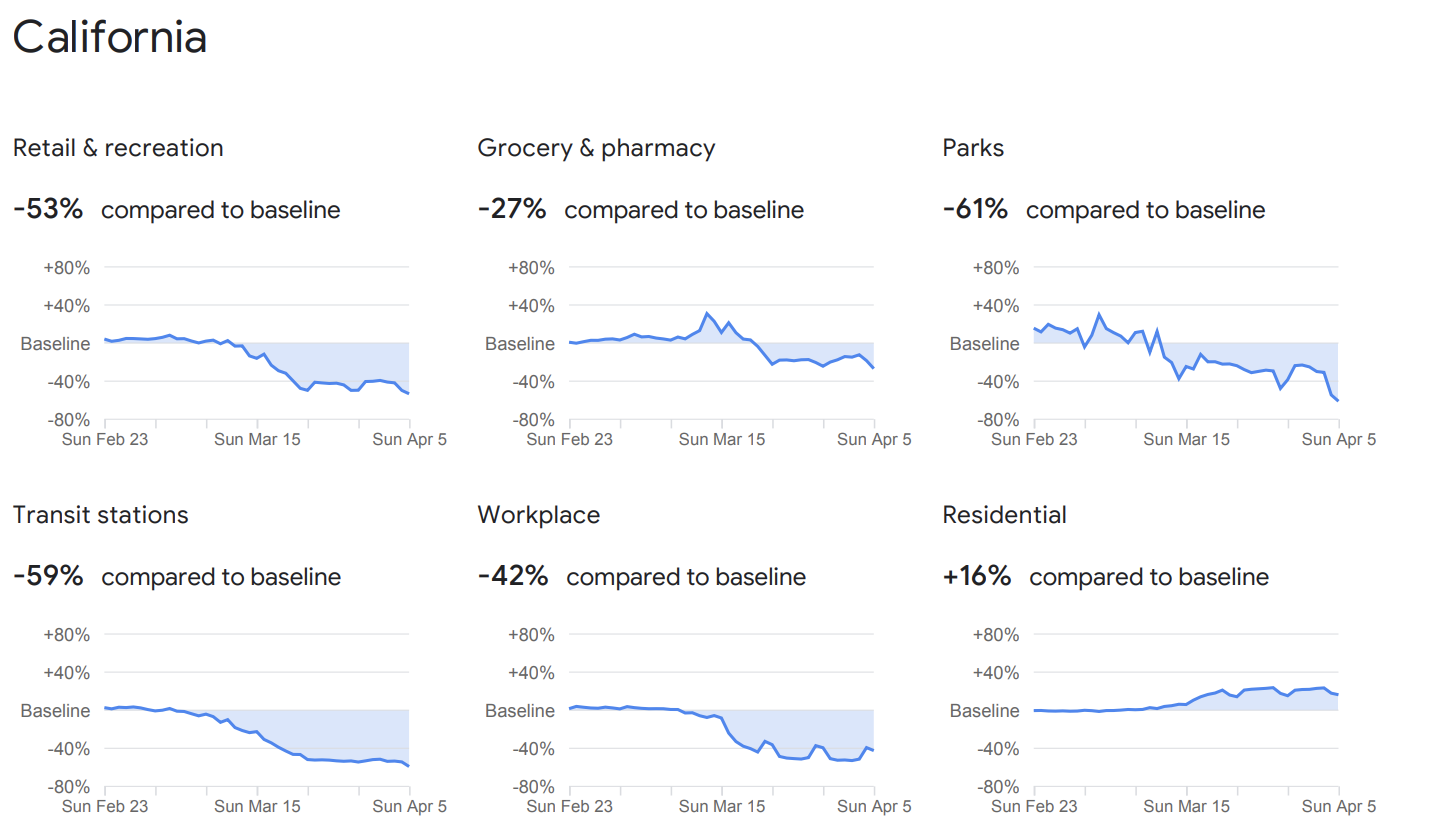 California
Retail & recreation
-53% compared to baseline
+80%
+40%
Baseline
-40%
-80%
Sun Feb 23 Sun Mar 15 Sun Apr 5
Grocery & pharmacy
-27% compared to baseline
+80%
+40%
Baseline
-40%
-80%
Sun Feb 23 Sun Mar 15 Sun Apr 5
Parks
-61% compared to baseline
+80%
+40%
Baseline
-40%
-80%
Sun Feb 23 Sun Mar 15 Sun Apr 5
Transit stations
-59% compared to baseline
+80%
+40%
Baseline
-40%
-80%
Sun Feb 23 Sun Mar 15 Sun Apr 5
Workplace
-42% compared to baseline
+80%
+40%
Baseline
-40%
-80%
Sun Feb 23 Sun Mar 15 Sun Apr 5
Residential
+16% compared to baseline
+80%
+40%
Baseline
-40%
-80%
Sun Feb 23 Sun Mar 15 Sun Apr 5